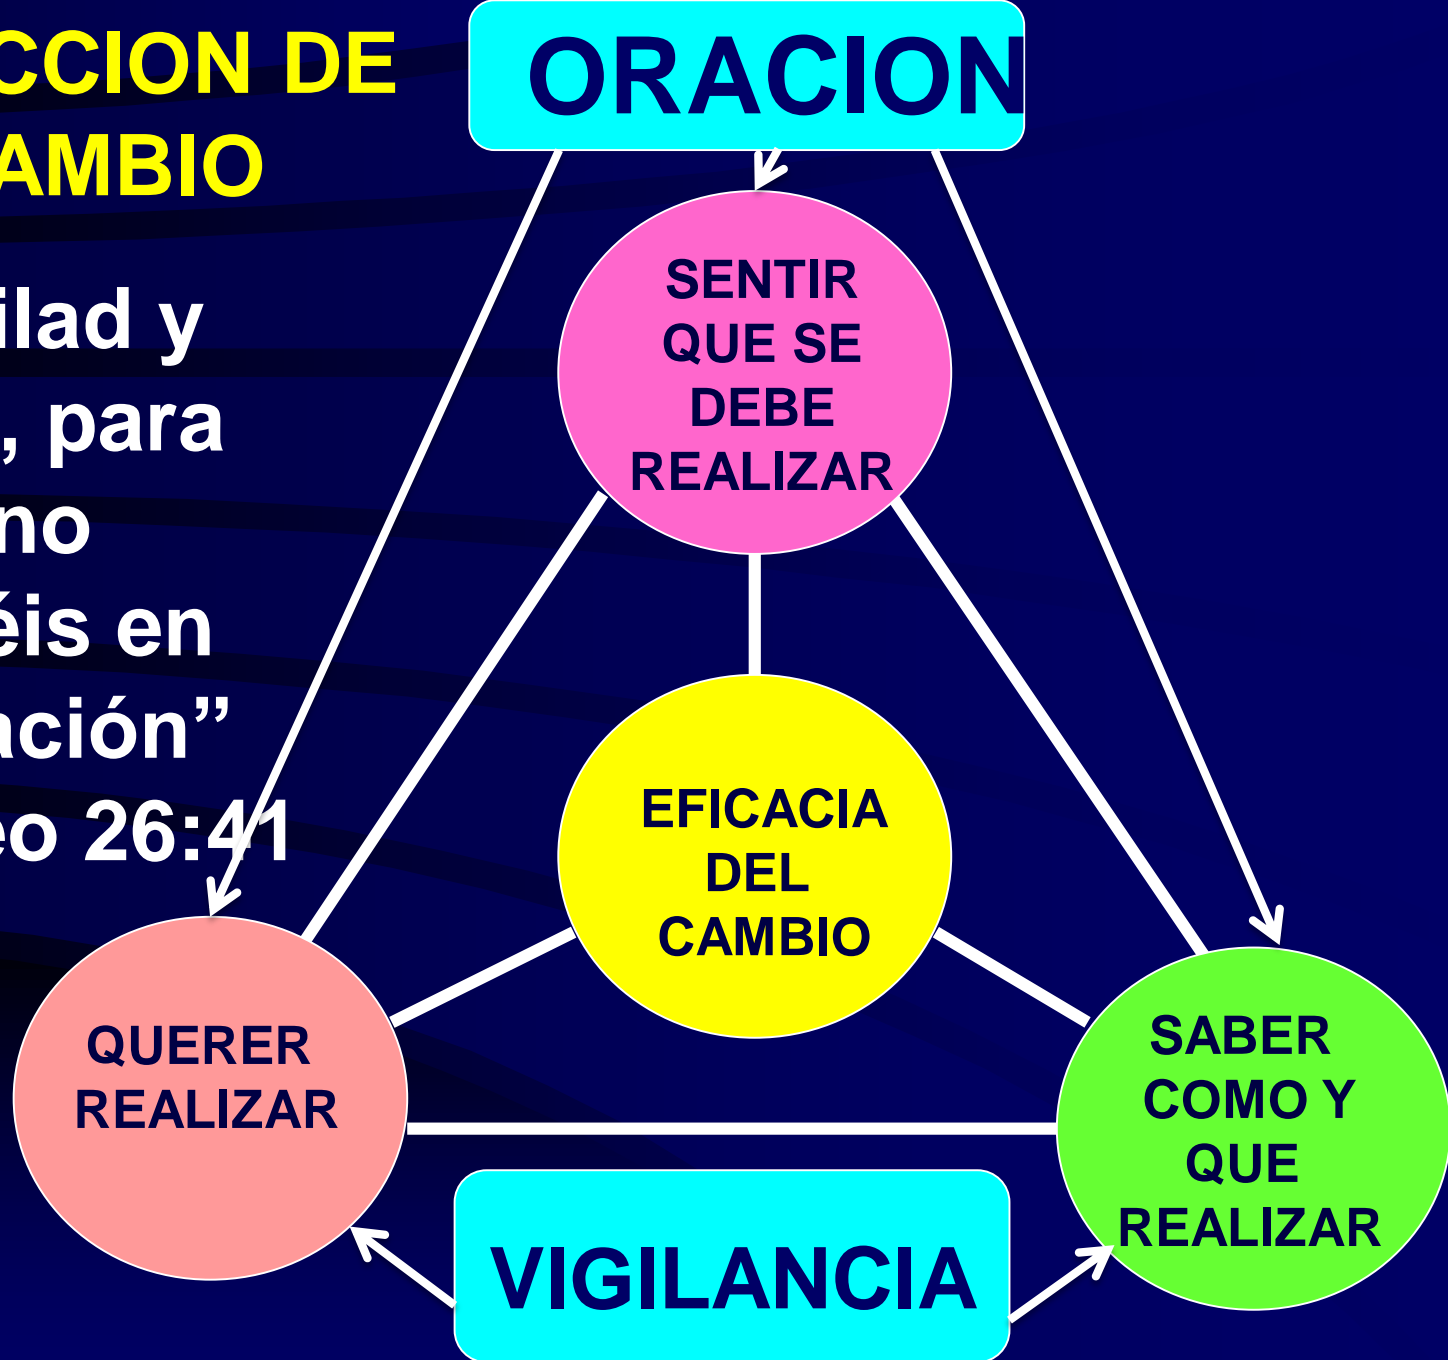 CCION DE
AMBIO
ilad y
, para
no
éis en
ación”
eo 26:41
ORACION
SENTIR
QUE SE
DEBE
REALIZAR
EFICACIA
DEL
CAMBIO
QUERER
REALIZAR
SABER
COMO Y
QUE
REALIZAR
VIGILANCIA